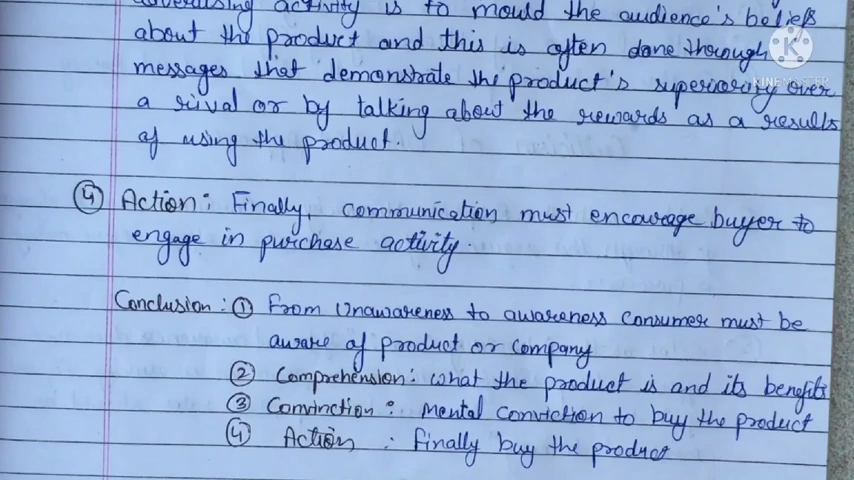 advertising activity is to mould the audience's beliefs
about the product and this is often done through
messages that demonstrate the product's superiority over
a rival or by talking about the rewards as a results
of using the product.
④ Action: Finally, communication must encourage buyer to
engage in purchase activity.
Conclusion: ① From Unawareness to awareness consumer must be
aware of product or company
② Comprehension: what the product is and its benefits
③ Convinction: Mental conviction to buy the product
④ Action: Finally buy the product
KINEMASTER